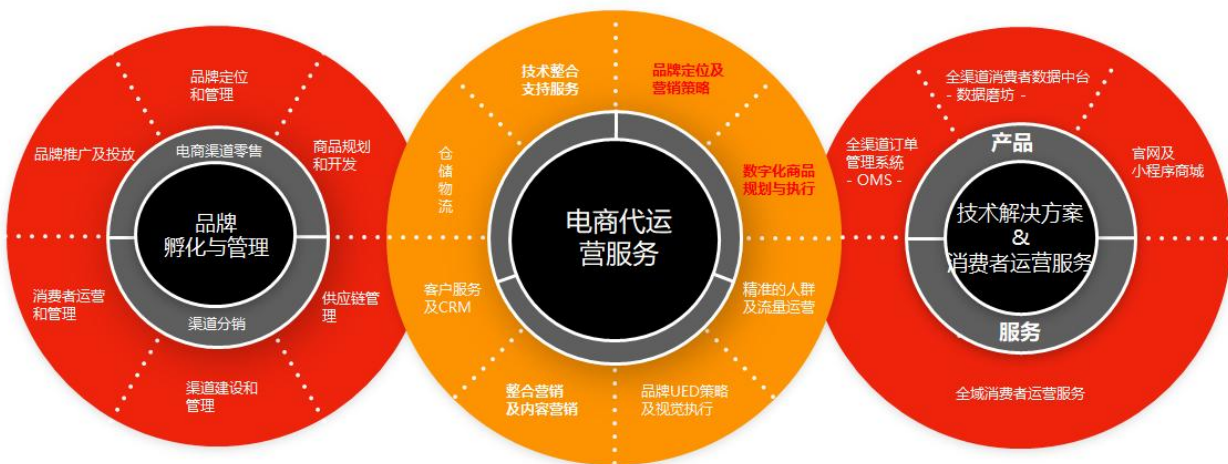 品牌定位
和管理
品牌推广及投放
商品规划
和开发
电商渠道零售
品牌
孵化与管理
消费者运营
和管理
供应链管
理
渠道分销
渠道建设和
管理
技术整合
支持服务
品牌定位及
营销策略
仓
储
物
流
数字化商品
规划与执行
电商代运
营服务
客户服务
及CRM
精准的人群
及流量运营
整合营销
及内容营销
品牌UED策略
及视觉执行
全渠道消费者数据中台
- 数据磨坊 -
全渠道订单
管理系统
- OMS -
产品
官网及
小程序商城
技术解决方案
&
消费者运营服务
服务
全域消费者运营服务